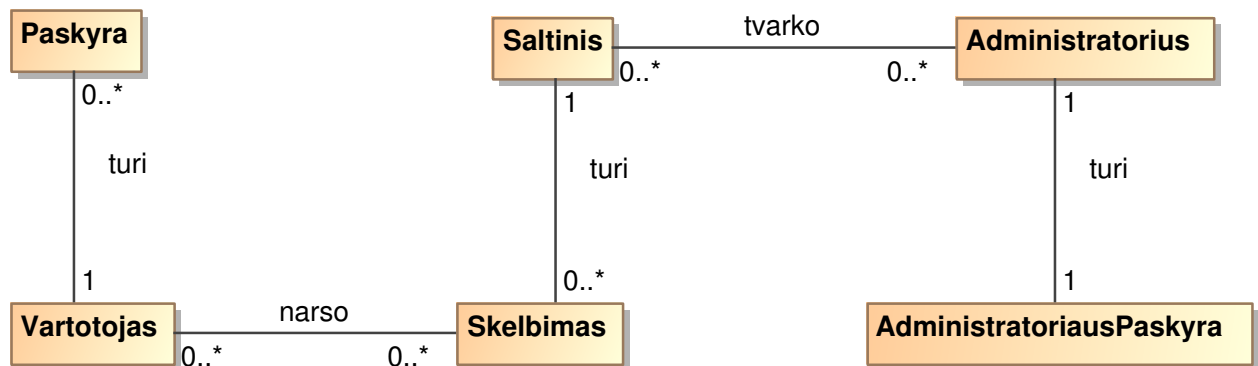 Paskyra
Saltinis
tvarko
Administratorius
0..*
0..*
0..*
1
1
turi
turi
turi
1
0..*
1
Vartotojas
narso
Skelbimas
AdministratoriausPaskyra
0..*
0..*